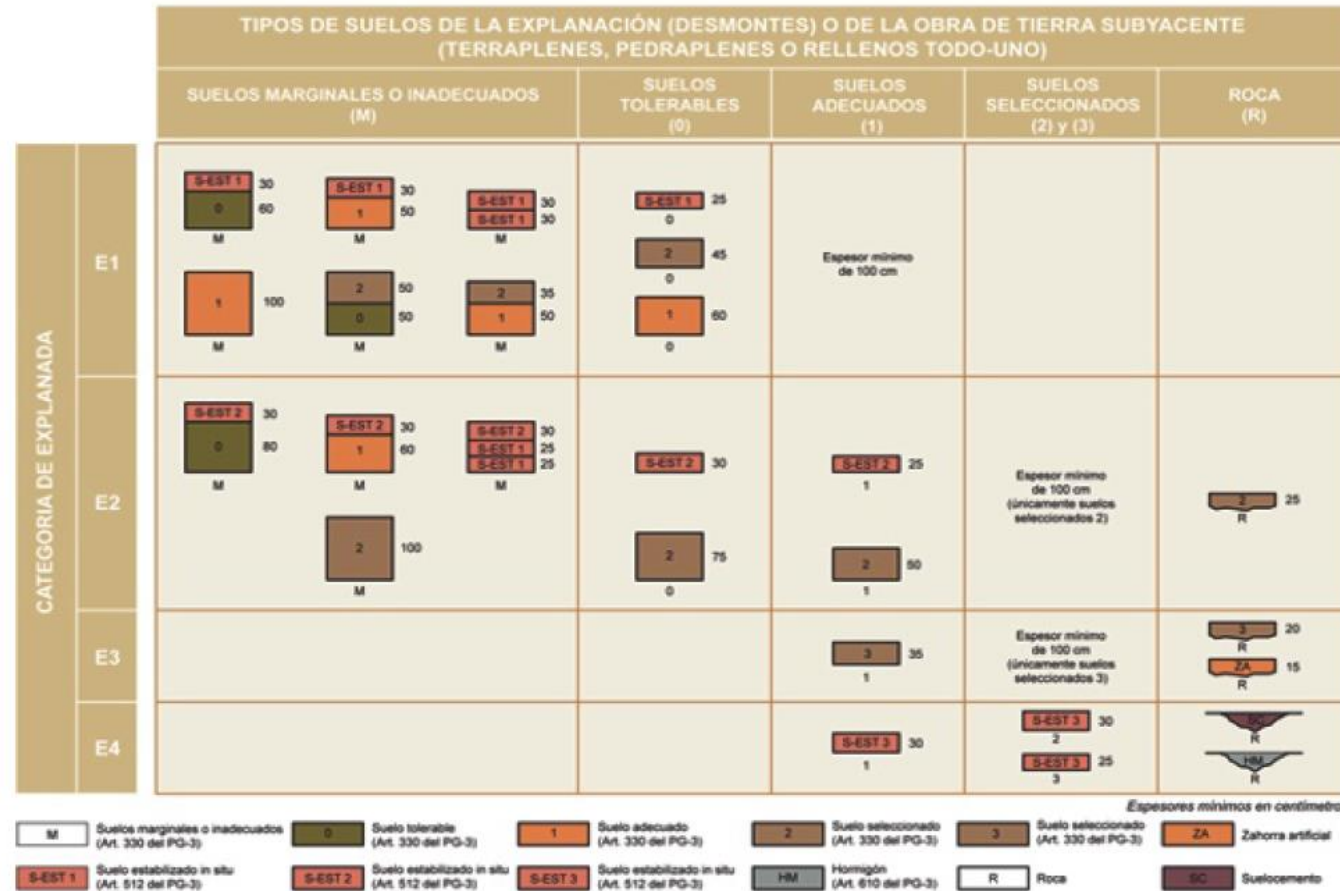 TIPOS DE SUELOS DE LA EXPLANACIÓN (DESMONTES) O DE LA OBRA DE TIERRA SUBYACENTE
(TERRAPLENES, PEDRAPLENES O RELLENOS TODO-UNO)
SUELOS MARGINALES O INADECUADOS
(M)
SUELOS
TOLERABLES
(0)
SUELOS
ADECUADOS
(1)
SUELOS
SELECCIONADOS
(2) y (3)
ROCA
(R)
CATEGORIA DE EXPLANADA
E1
S-EST 1 30
0 60
M
S-EST 1 30
1 50
M
S-EST 1 30
S-EST 1 30
M
1 100
M
2 50
0 50
M
2 35
1 50
M
S-EST 1 25
0
2 45
0
1 60
0
Espesor mínimo
de 100 cm
E2
S-EST 2 30
0 80
M
S-EST 2 30
1 60
M
S-EST 2 30
S-EST 1 25
S-EST 1 25
M
2 100
M
S-EST 2 30
2 75
0
S-EST 2 25
1
2 50
1
Espesor mínimo
de 100 cm
(únicamente suelos
seleccionados 2)
2 25
R
E3
3 35
1
Espesor mínimo
de 100 cm
(únicamente suelos
seleccionados 3)
3 20
R
ZA 15
R
E4
S-EST 3 30
1
S-EST 3 30
2
S-EST 3 25
3
SC
R
HM
R
Espesores mínimos en centímetro
M Suelos marginales o inadecuados
(Art. 330 del PG-3)
0 Suelo tolerable
(Art. 330 del PG-3)
1 Suelo adecuado
(Art. 330 del PG-3)
2 Suelo seleccionado
(Art. 330 del PG-3)
3 Suelo seleccionado
(Art. 330 del PG-3)
ZA Zahorra artificial
S-EST 1 Suelo estabilizado in situ
(Art. 512 del PG-3)
S-EST 2 Suelo estabilizado in situ
(Art. 512 del PG-3)
S-EST 3 Suelo estabilizado in situ
(Art. 512 del PG-3)
HM Hormigón
(Art. 610 del PG-3)
R Roca
SC Suelocemento